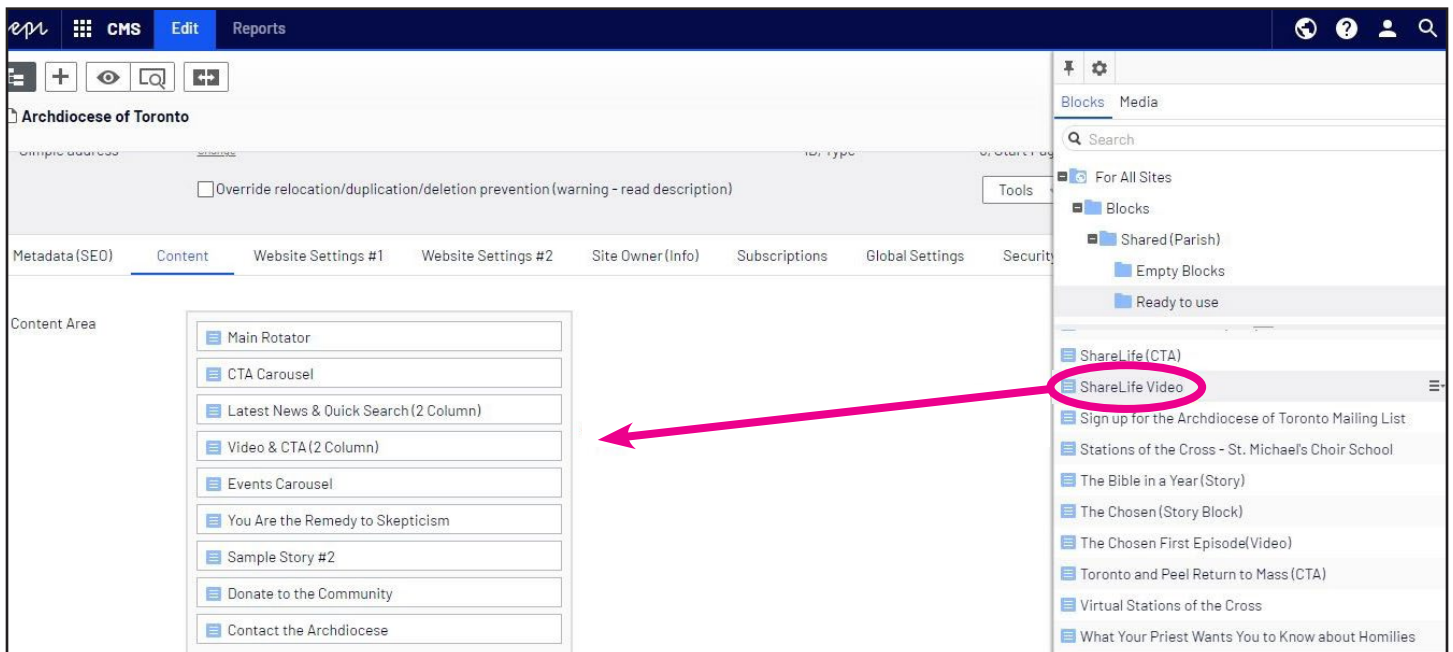 epi CMS Edit Reports
Archdiocese of Toronto
Simple address Change ID, Type
Override relocation/duplication/deletion prevention (warning - read description)
Tools
Metadata (SEO) Content Website Settings #1 Website Settings #2 Site Owner (Info) Subscriptions Global Settings Security
Content Area
Main Rotator
CTA Carousel
Latest News & Quick Search (2 Column)
Video & CTA (2 Column)
Events Carousel
You Are the Remedy to Skepticism
Sample Story #2
Donate to the Community
Contact the Archdiocese
Blocks Media
Search
For All Sites
Blocks
Shared (Parish)
Empty Blocks
Ready to use
ShareLife (CTA)
ShareLife Video
Sign up for the Archdiocese of Toronto Mailing List
Stations of the Cross - St. Michael's Choir School
The Bible in a Year (Story)
The Chosen (Story Block)
The Chosen First Episode(Video)
Toronto and Peel Return to Mass (CTA)
Virtual Stations of the Cross
What Your Priest Wants You to Know about Homilies